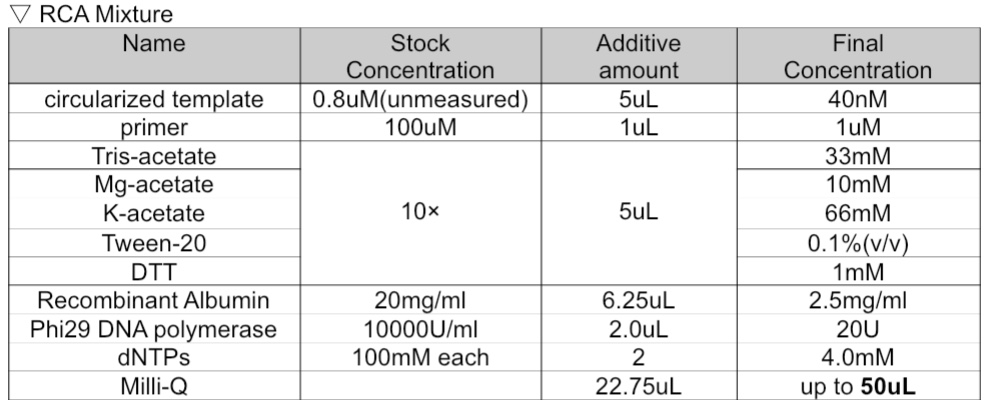 ▽ RCA Mixture
Name Stock Concentration Additive amount Final Concentration
circularized template 0.8uM(unmeasured) 5uL 40nM
primer 100uM 1uL 1uM
Tris-acetate 33mM
Mg-acetate 10mM
K-acetate 10× 5uL 66mM
Tween-20 0.1%(v/v)
DTT 1mM
Recombinant Albumin 20mg/ml 6.25uL 2.5mg/ml
Phi29 DNA polymerase 10000U/ml 2.0uL 20U
dNTPs 100mM each 2 4.0mM
Milli-Q 22.75uL up to 50uL